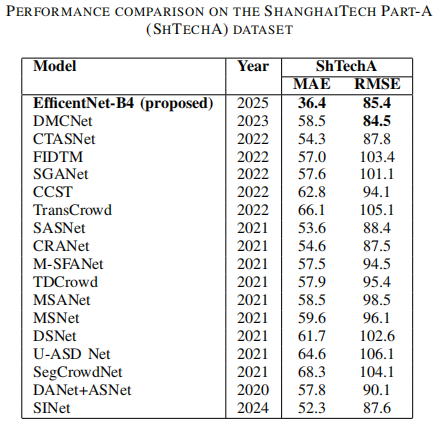 PERFORMANCE COMPARISON ON THE SHANGHAITECH PART-A
(SHTECHA) DATASET
Model Year ShTechA
MAE RMSE
EfficentNet-B4 (proposed) 2025 36.4 85.4
DMCNet 2023 58.5 84.5
CTASNet 2022 54.3 87.8
FIDTM 2022 57.0 103.4
SGANet 2022 57.6 101.1
CCST 2022 62.8 94.1
TransCrowd 2022 66.1 105.1
SASNet 2021 53.6 88.4
CRANet 2021 54.6 87.5
M-SFANet 2021 57.5 94.5
TDCrowd 2021 57.9 95.4
MSANet 2021 58.5 98.5
MSNet 2021 59.6 96.1
DSNet 2021 61.7 102.6
U-ASD Net 2021 64.6 106.1
SegCrowdNet 2021 68.3 104.1
DANet+ASNet 2020 57.8 90.1
SINet 2024 52.3 87.6